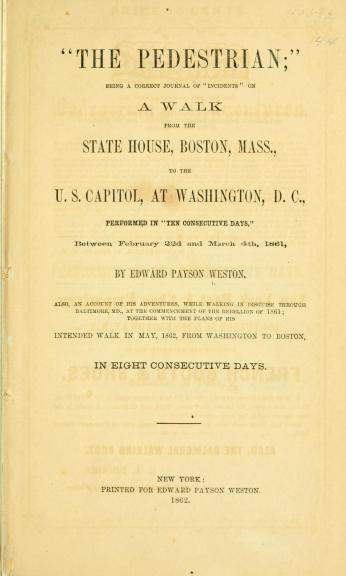 "THE PEDESTRIAN;"
BEING A CORRECT JOURNAL OF "INCIDENTS" ON
A WALK
FROM THE
STATE HOUSE, BOSTON, MASS.,
TO THE
U. S. CAPITOL, AT WASHINGTON, D. C.,
PERFORMED IN "TEN CONSECUTIVE DAYS,"
Between February 22d and March 4th, 1861,
BY EDWARD PAYSON WESTON.
ALSO, AN ACCOUNT OF HIS ADVENTURES, WHILE WALKING IN DISGUISE THROUGH
BALTIMORE, MD., AT THE COMMENCEMENT OF THE REBELLION OF 1861;
TOGETHER WITH THE PLANS OF HIS
INTENDED WALK IN MAY, 1862, FROM WASHINGTON TO BOSTON,
IN EIGHT CONSECUTIVE DAYS.
NEW YORK:
PRINTED FOR EDWARD PAYSON WESTON.
1862.